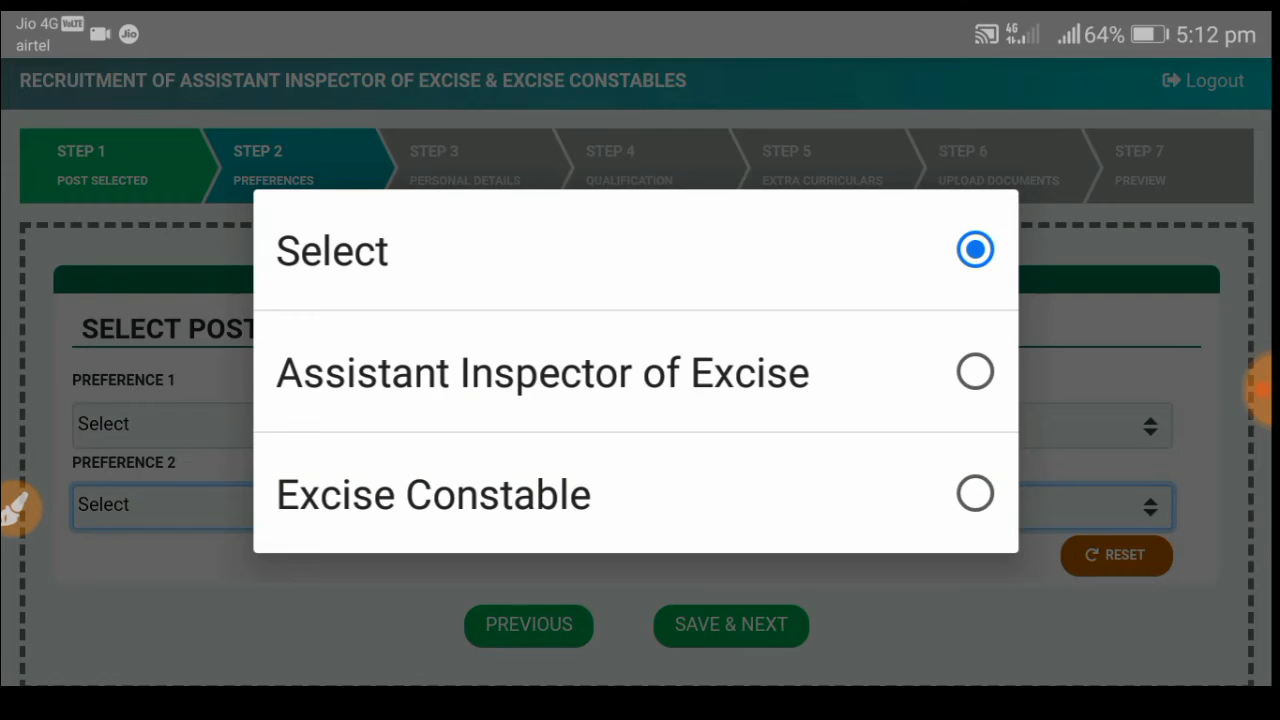 Jio 4G VoLTE
airtel
Jio
4G
64%
5:12 pm
RECRUITMENT OF ASSISTANT INSPECTOR OF EXCISE & EXCISE CONSTABLES
Logout
STEP 1
POST SELECTED
STEP 2
PREFERENCES
STEP 3
PERSONAL DETAILS
STEP 4
QUALIFICATION
STEP 5
EXTRA CURRICULARS
STEP 6
UPLOAD DOCUMENTS
STEP 7
PREVIEW
Select
Assistant Inspector of Excise
Excise Constable
SELECT POST
PREFERENCE 1
Select
PREFERENCE 2
Select
RESET
PREVIOUS
SAVE & NEXT